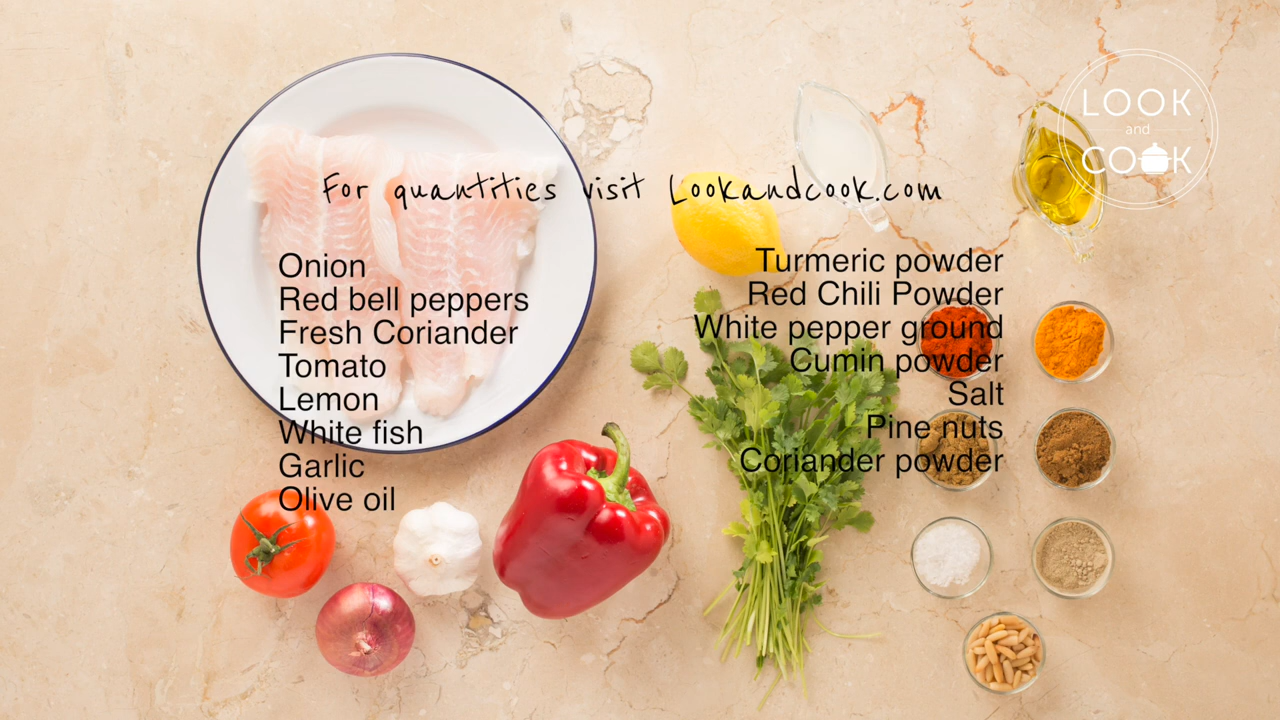 LOOK
and
COOK
For quantities visit Lookandcook.com
Onion
Red bell peppers
Fresh Coriander
Tomato
Lemon
White fish
Garlic
Olive oil
Turmeric powder
Red Chili Powder
White pepper ground
Cumin powder
Salt
Pine nuts
Coriander powder